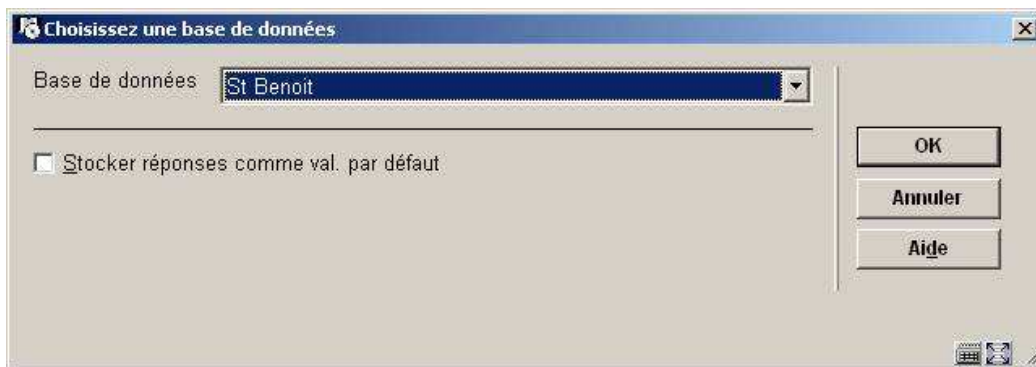 Choisissez une base de données
Base de données St Benoit
Stocker réponses comme val. par défaut
OK
Annuler
Aide